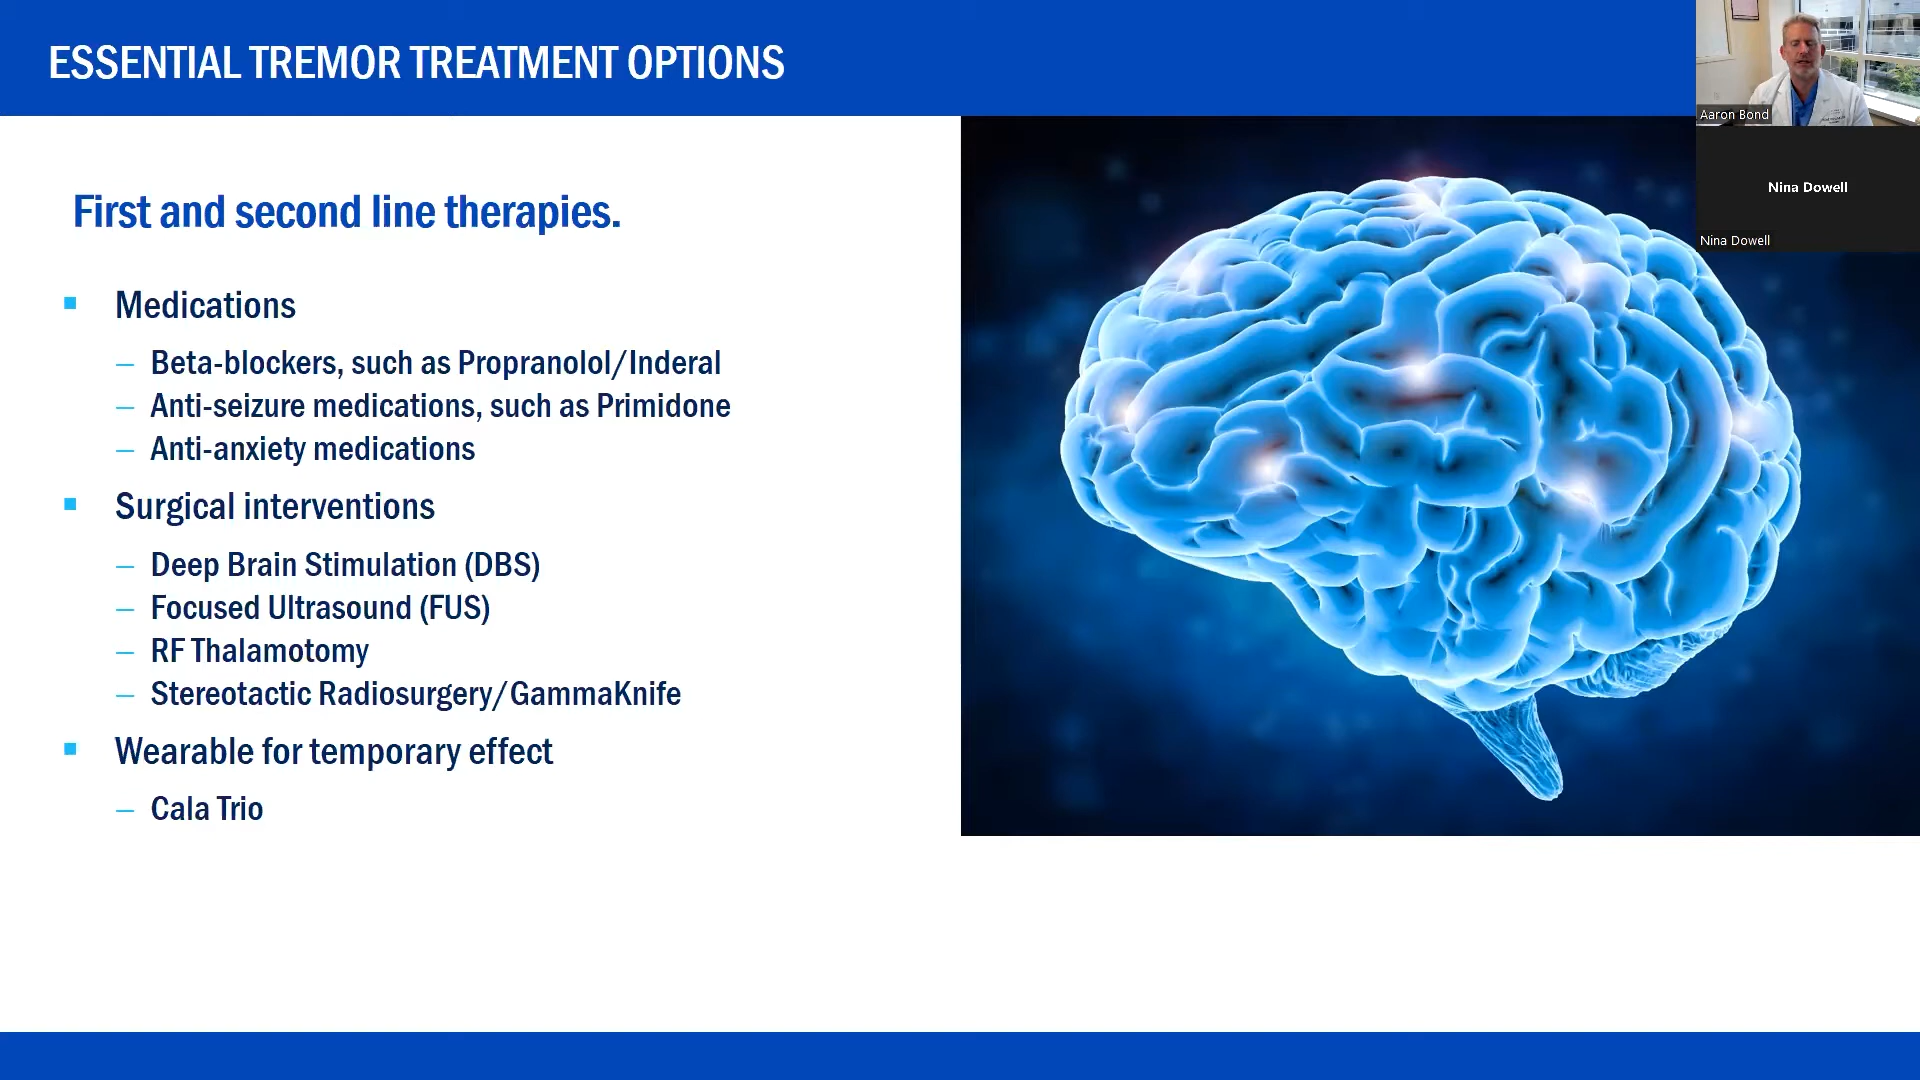 ESSENTIAL TREMOR TREATMENT OPTIONS
Aaron Bond
Nina Dowell
Nina Dowell
First and second line therapies.
▪ Medications
– Beta-blockers, such as Propranolol/Inderal
– Anti-seizure medications, such as Primidone
– Anti-anxiety medications
▪ Surgical interventions
– Deep Brain Stimulation (DBS)
– Focused Ultrasound (FUS)
– RF Thalamotomy
– Stereotactic Radiosurgery/GammaKnife
▪ Wearable for temporary effect
– Cala Trio